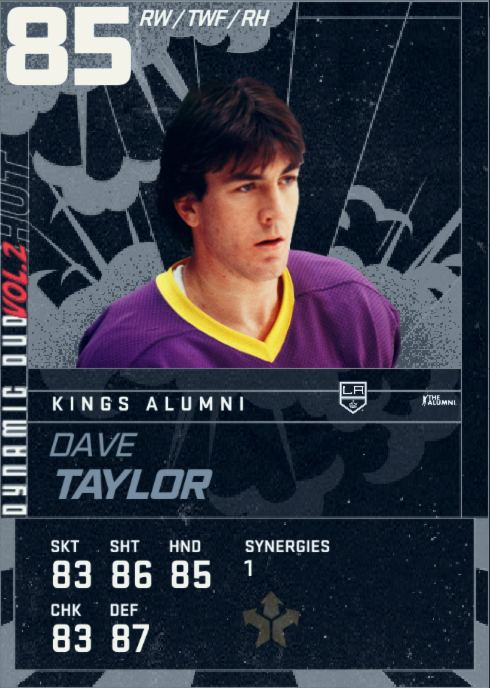 85
RW / TWF / RH
HUT
DYNAMIC DUO VOL.2
KINGS ALUMNI
LA
THE
ALUMNI
DAVE
TAYLOR
SKT SHT HND SYNERGIES
83 86 85 1
CHK DEF
83 87